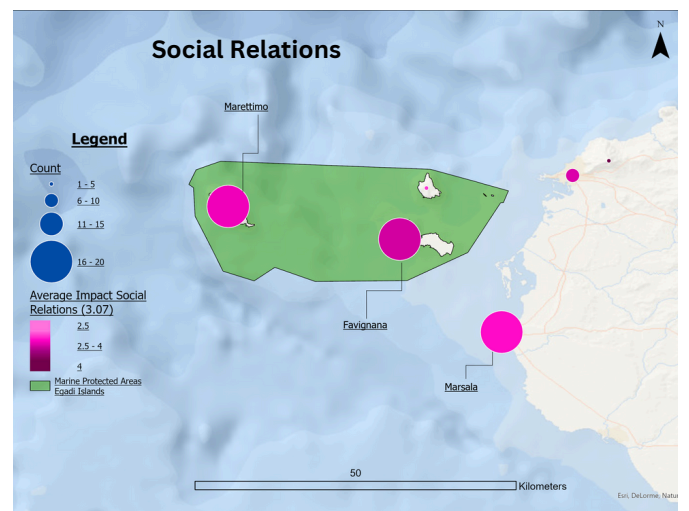 Social Relations
N
Marettimo
Legend
Count
1 - 5
6 - 10
11 - 15
16 - 20
Average Impact Social
Relations (3.07)
2.5
2.5 - 4
4
Marine Protected Areas
Egadi Islands
Favignana
Marsala
50
Kilometers
Esri, DeLorme, Natur